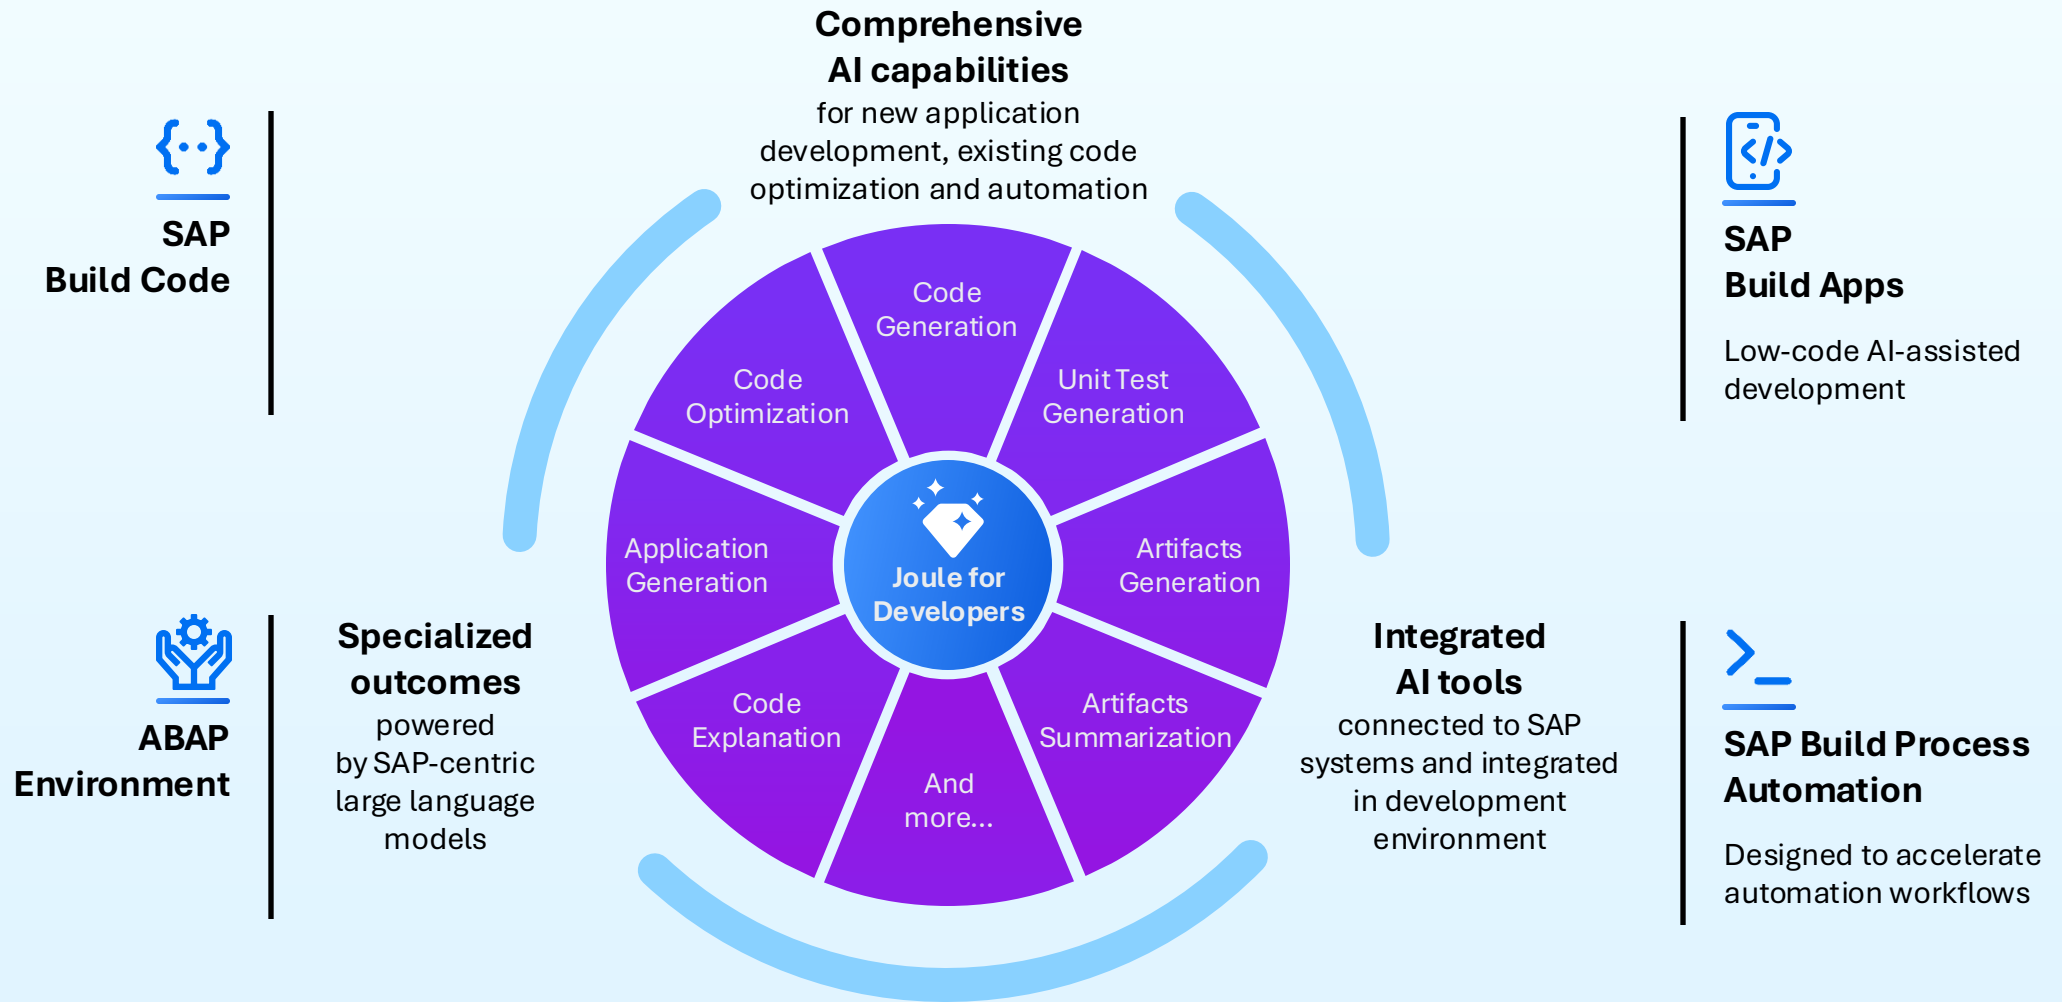 Comprehensive
AI capabilities
for new application
development, existing code
optimization and automation
SAP
Build Code
SAP
Build Apps
Low-code AI-assisted
development
Code
Generation
Unit Test
Generation
Artifacts
Generation
Artifacts
Summarization
And
more...
Code
Explanation
Application
Generation
Code
Optimization
Joule for
Developers
ABAP
Environment
Specialized
outcomes
powered
by SAP-centric
large language
models
Integrated
AI tools
connected to SAP
systems and integrated
in development
environment
SAP Build Process
Automation
Designed to accelerate
automation workflows